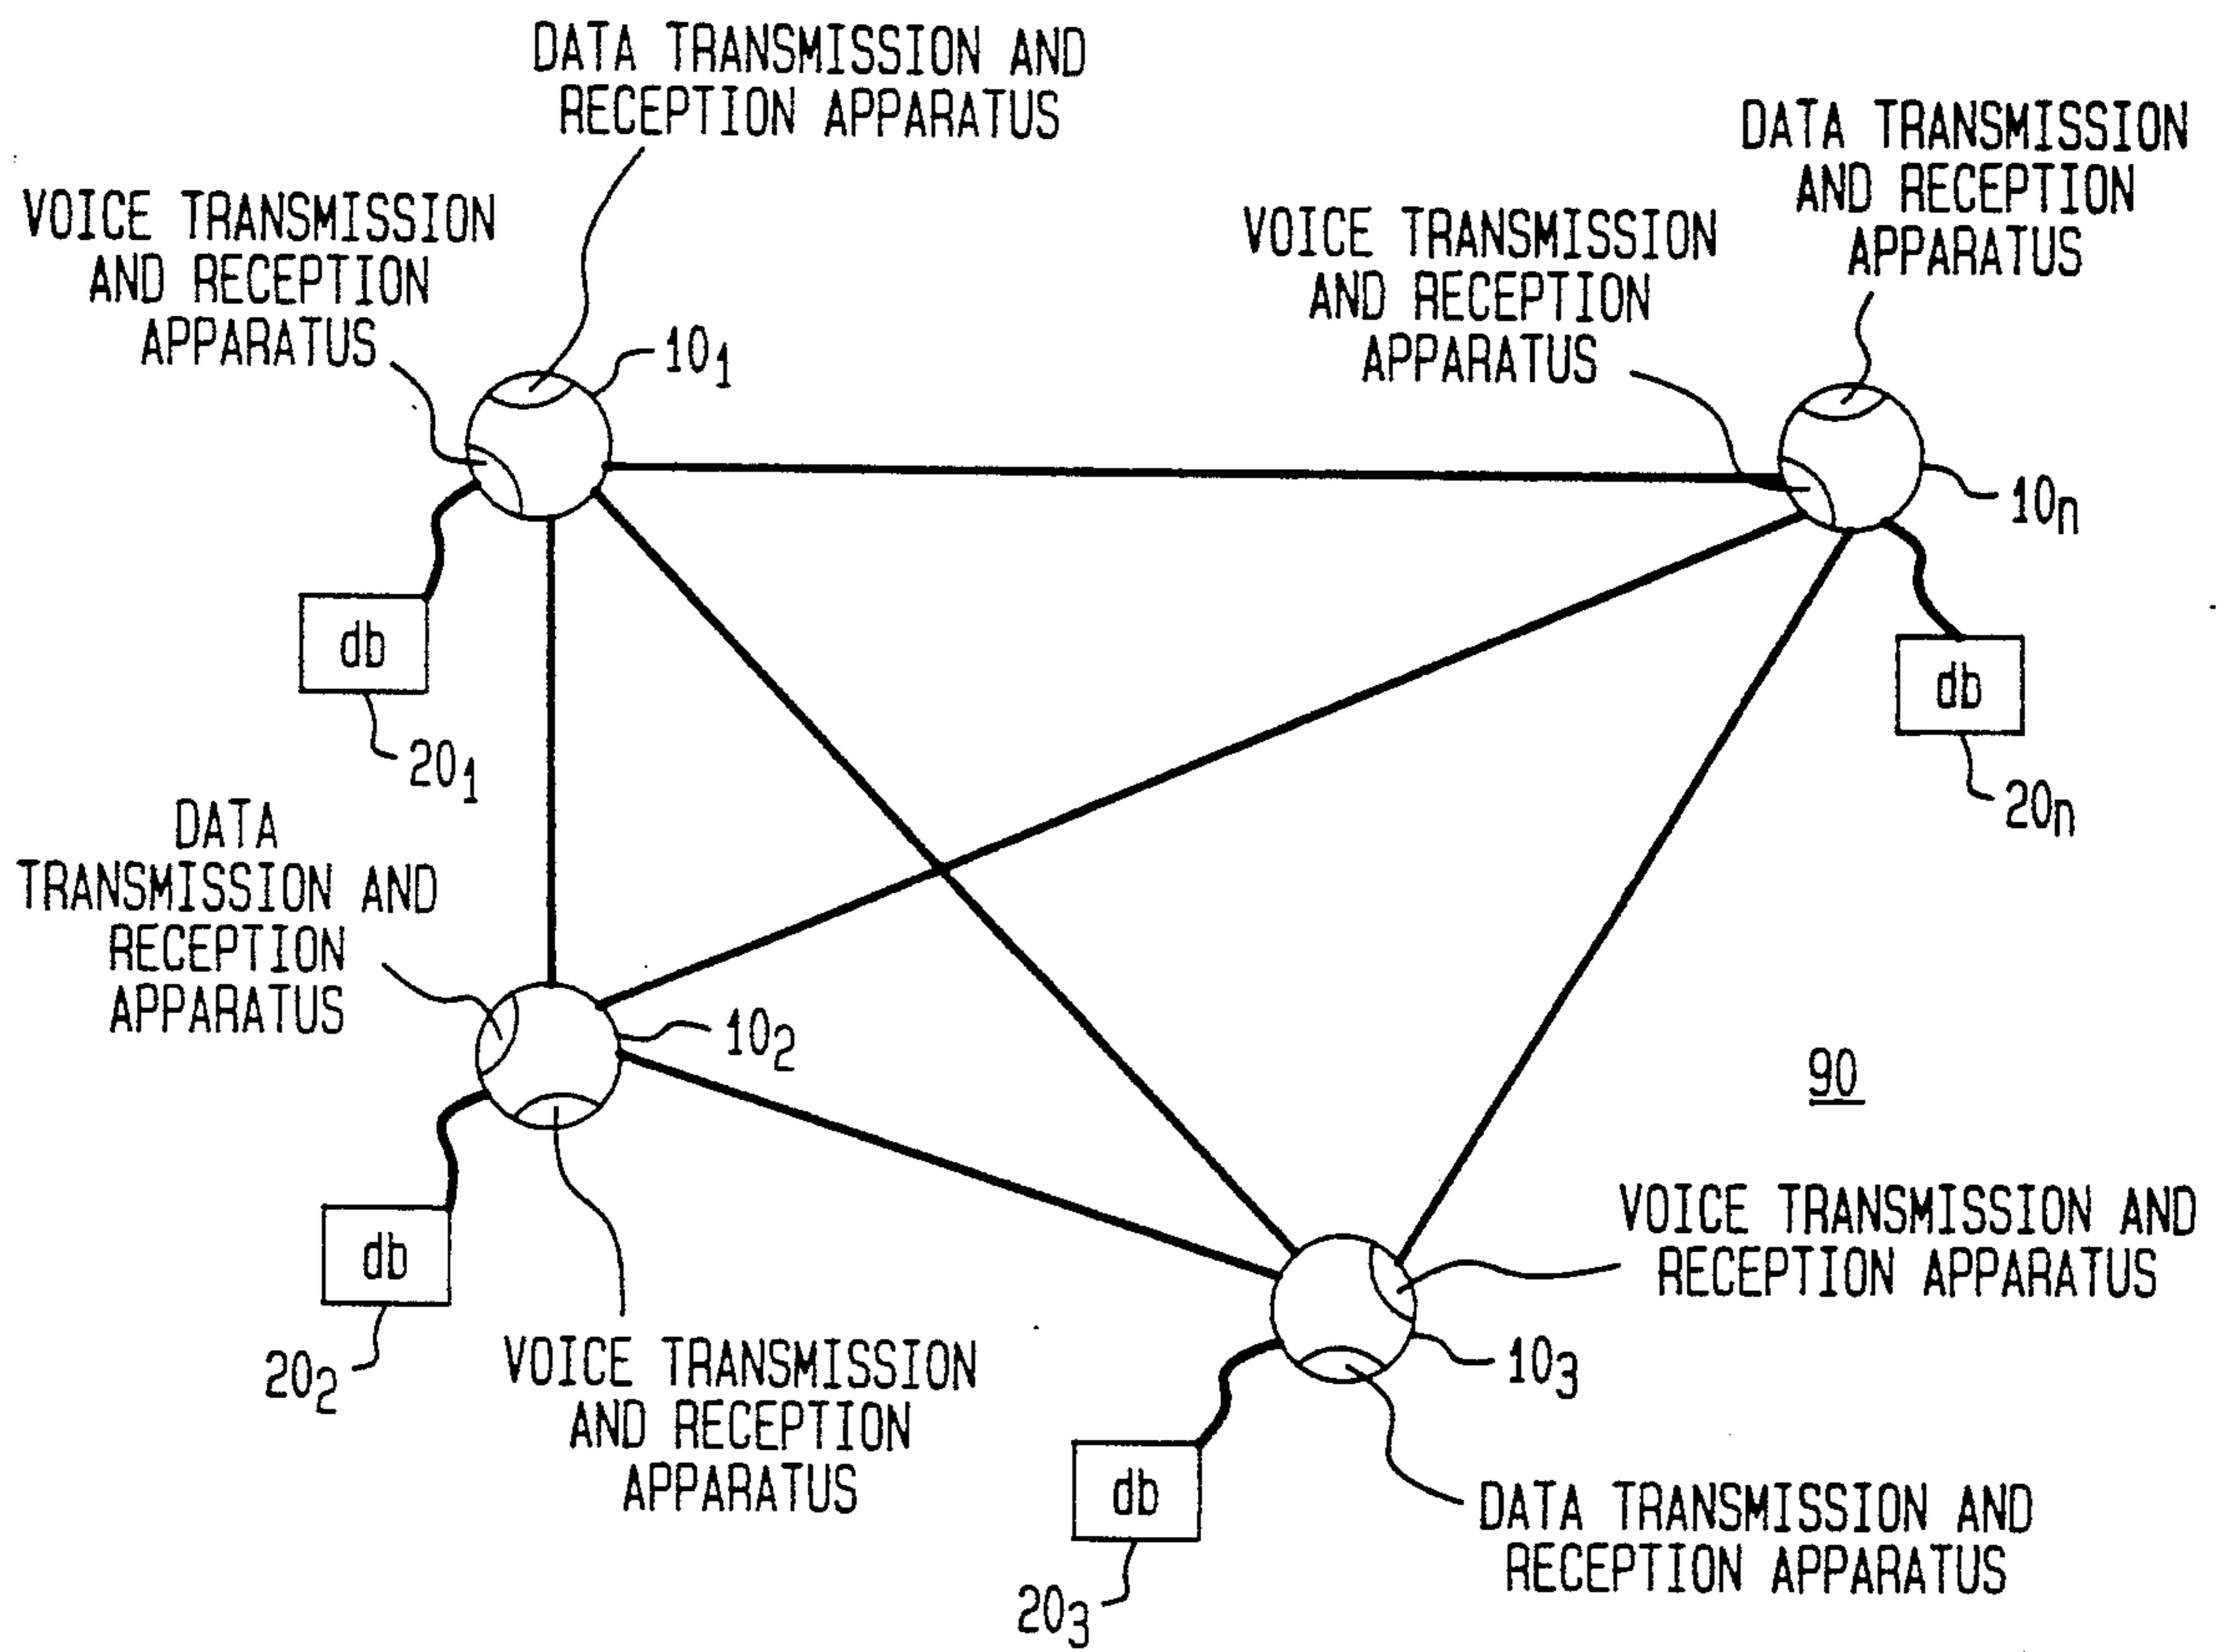 DATA TRANSMISSION AND
RECEPTION APPARATUS
VOICE TRANSMISSION
AND RECEPTION
APPARATUS
10₁
VOICE TRANSMISSION
AND RECEPTION
APPARATUS
DATA TRANSMISSION
AND RECEPTION
APPARATUS
10ₙ
db
20₁
db
20ₙ
DATA
TRANSMISSION AND
RECEPTION
APPARATUS
10₂
90
db
20₂
VOICE TRANSMISSION
AND RECEPTION
APPARATUS
VOICE TRANSMISSION AND
RECEPTION APPARATUS
10₃
db
20₃
DATA TRANSMISSION AND
RECEPTION APPARATUS